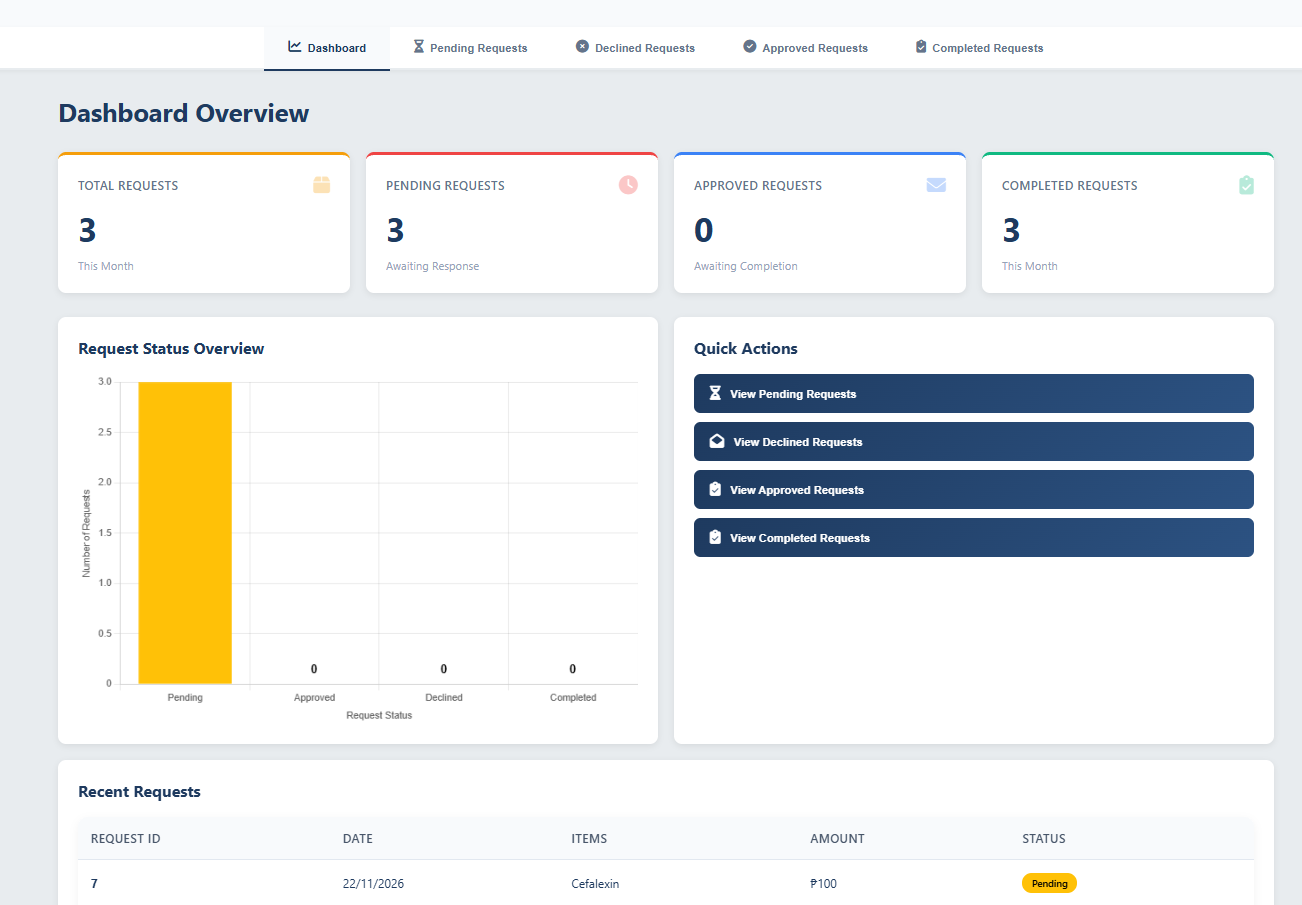 Dashboard
Pending Requests
Declined Requests
Approved Requests
Completed Requests
Dashboard Overview
TOTAL REQUESTS
3
This Month
PENDING REQUESTS
3
Awaiting Response
APPROVED REQUESTS
0
Awaiting Completion
COMPLETED REQUESTS
3
This Month
Request Status Overview
Number of Requests
3.0
2.5
2.0
1.5
1.0
0.5
0
0
0
0
Pending
Approved
Declined
Completed
Request Status
Quick Actions
View Pending Requests
View Declined Requests
View Approved Requests
View Completed Requests
Recent Requests
REQUEST ID DATE ITEMS AMOUNT STATUS
7 22/11/2026 Cefalexin ₱100 Pending